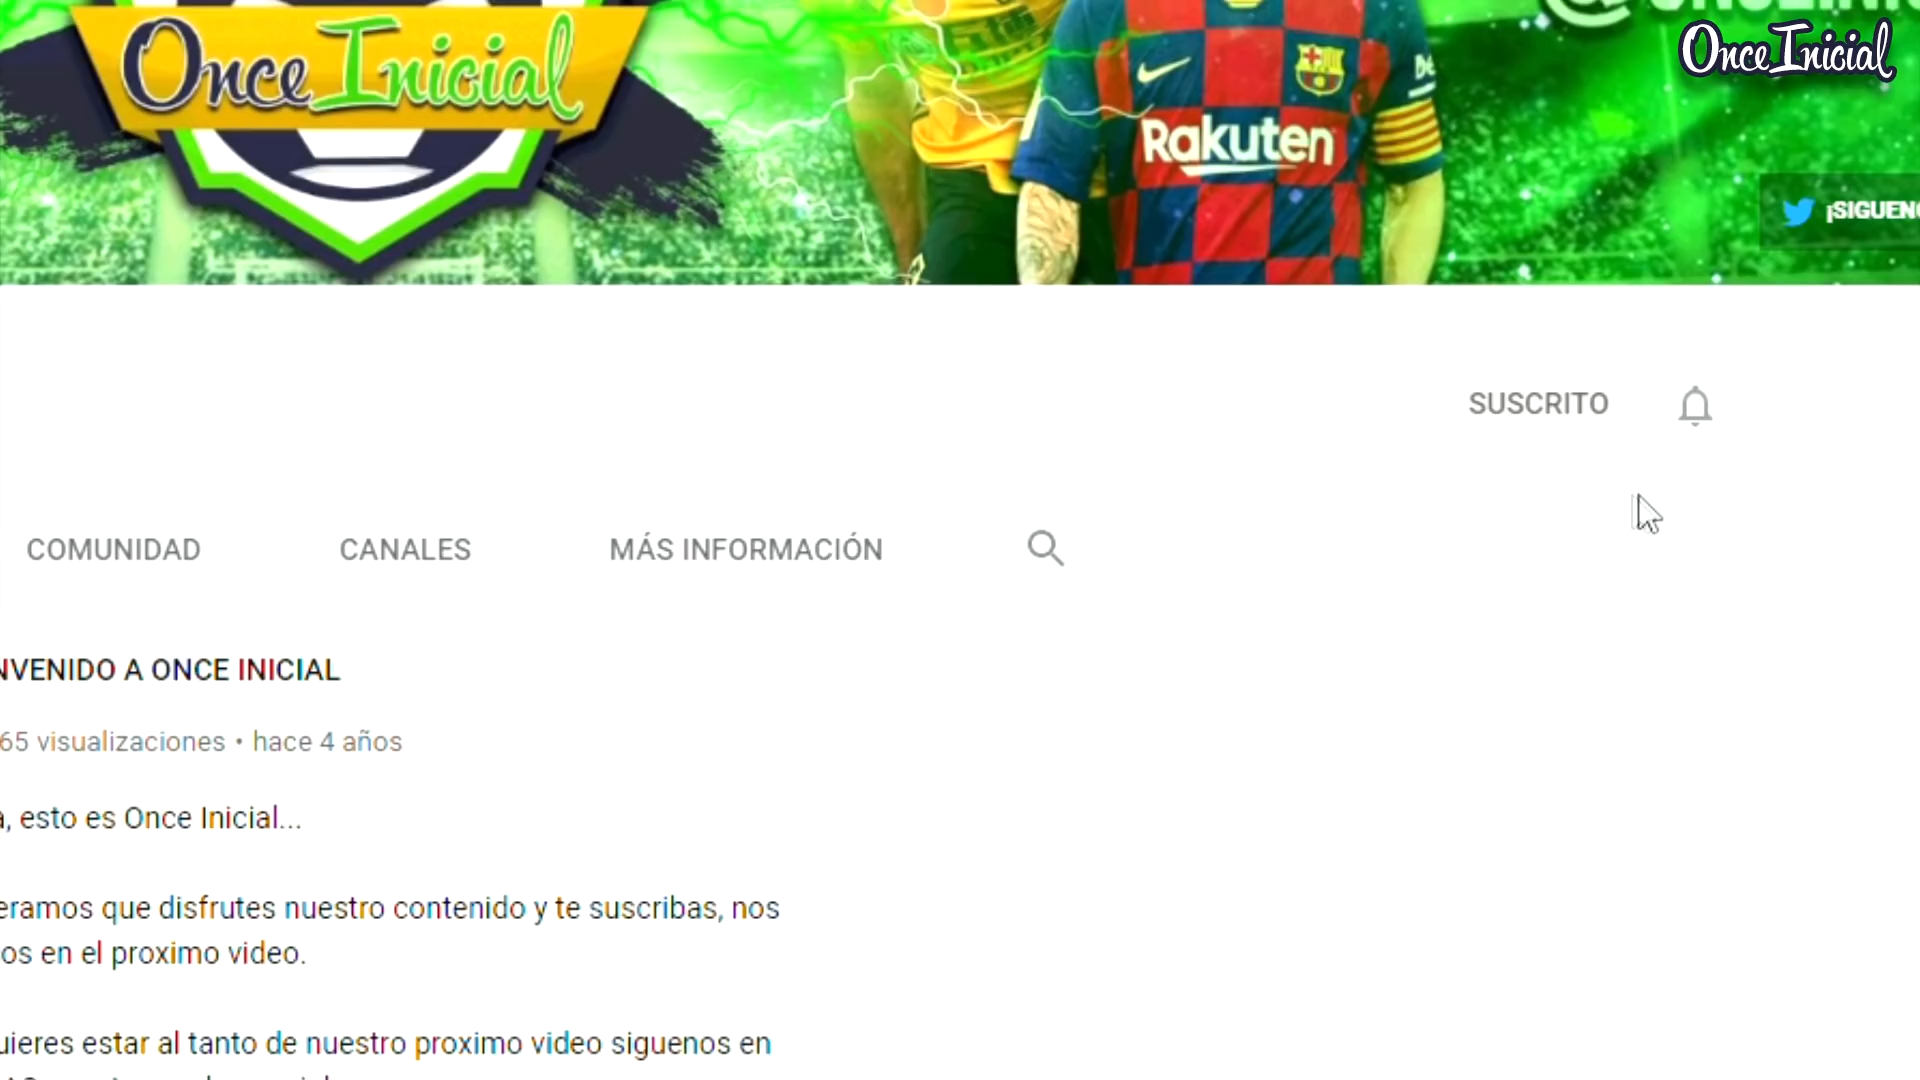 Once Inicial
Once Inicial
Rakuten
¡SIGUEN
SUSCRITO
COMUNIDAD
CANALES
MÁS INFORMACIÓN
NVENIDO A ONCE INICIAL
65 visualizaciones • hace 4 años
, esto es Once Inicial...
eramos que disfrutes nuestro contenido y te suscribas, nos
os en el proximo video.
uieres estar al tanto de nuestro proximo video siguenos en